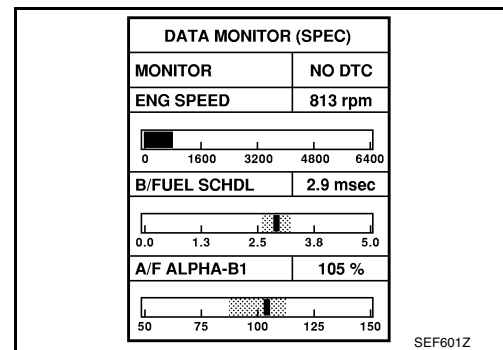 DATA MONITOR (SPEC)
MONITOR NO DTC
ENG SPEED 813 rpm
0 1600 3200 4800 6400
B/FUEL SCHDL 2.9 msec
0.0 1.3 2.5 3.8 5.0
A/F ALPHA-B1 105 %
50 75 100 125 150
SEF601Z